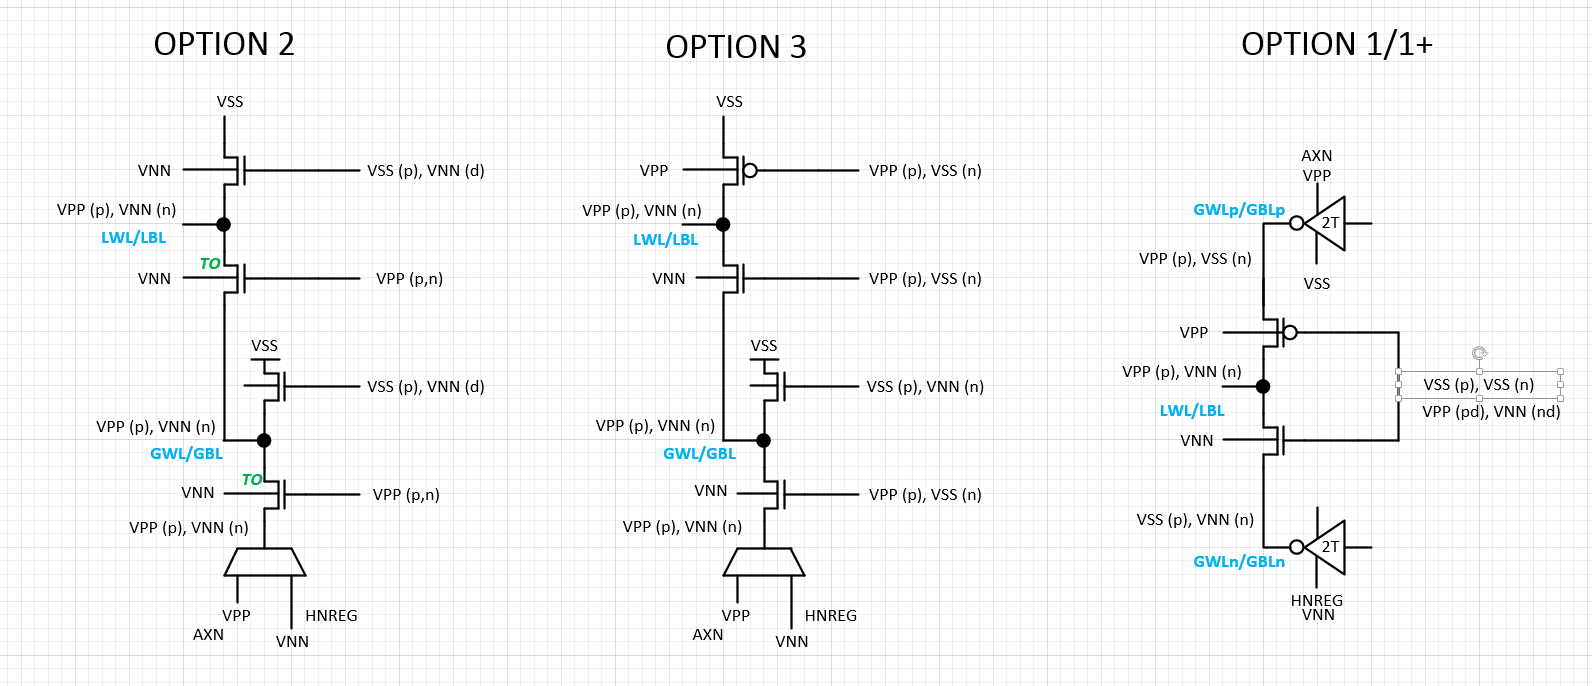 OPTION 2
VSS
VNN
VSS (p), VNN (d)
VPP (p), VNN (n)
LWL/LBL
TO
VNN
VPP (p,n)
VSS
VSS (p), VNN (d)
VPP (p), VNN (n)
GWL/GBL
TO
VNN
VPP (p,n)
VPP (p), VNN (n)
VPP
HNREG
AXN
VNN
OPTION 3
VSS
VPP
VPP (p), VSS (n)
VPP (p), VNN (n)
LWL/LBL
VNN
VPP (p), VSS (n)
VSS
VSS (p), VNN (n)
VPP (p), VNN (n)
GWL/GBL
VNN
VPP (p), VSS (n)
VPP (p), VNN (n)
VPP
HNREG
AXN
VNN
OPTION 1/1+
AXN
VPP
GWLp/GBLp
2T
VPP (p), VSS (n)
VSS
VPP
VPP (p), VNN (n)
VSS (p), VSS (n)
LWL/LBL
VPP (pd), VNN (nd)
VNN
VSS (p), VNN (n)
2T
GWLn/GBLn
HNREG
VNN